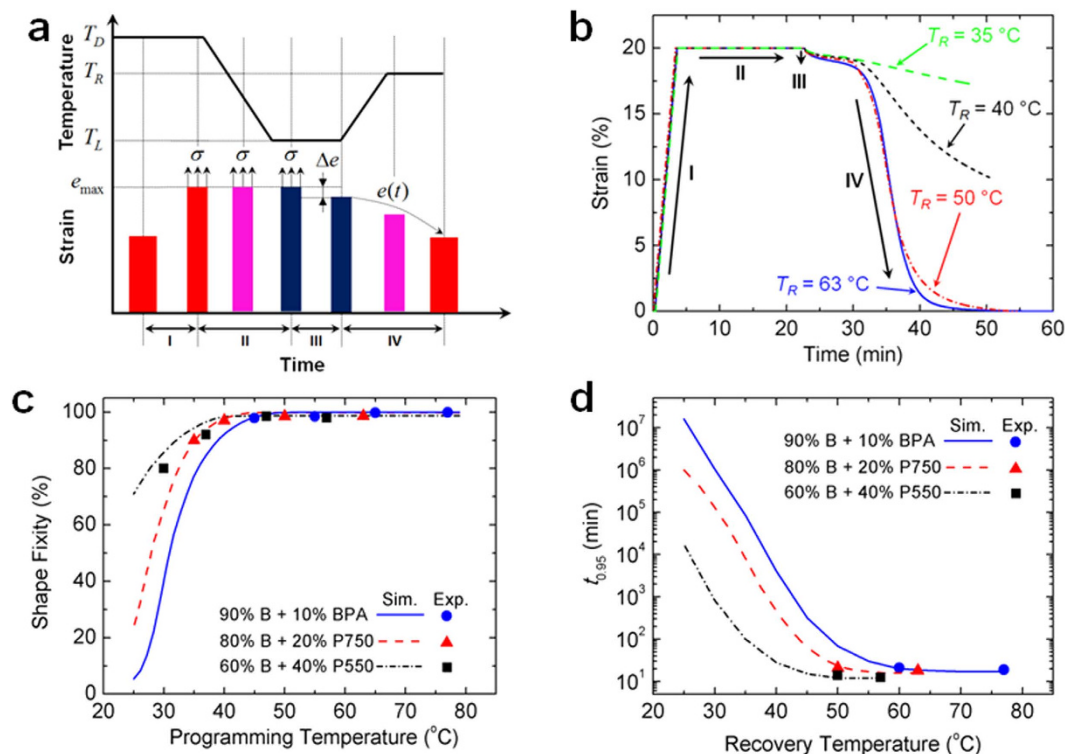 a
Temperature
T_D
T_R
T_L
σ σ σ
Δe
e_max
e(t)
Strain
I II III IV
Time
b
Strain (%)
20
15
10
5
0
T_R = 35 °C
II
III
T_R = 40 °C
I
IV
T_R = 50 °C
T_R = 63 °C
0 10 20 30 40 50 60
Time (min)
c
Shape Fixity (%)
100
80
60
40
20
0
Sim. Exp.
90% B + 10% BPA
80% B + 20% P750
60% B + 40% P550
20 30 40 50 60 70 80
Programming Temperature (°C)
d
t_0.95 (min)
10^7
10^6
10^5
10^4
10^3
10^2
10^1
Sim. Exp.
90% B + 10% BPA
80% B + 20% P750
60% B + 40% P550
20 30 40 50 60 70 80
Recovery Temperature (°C)